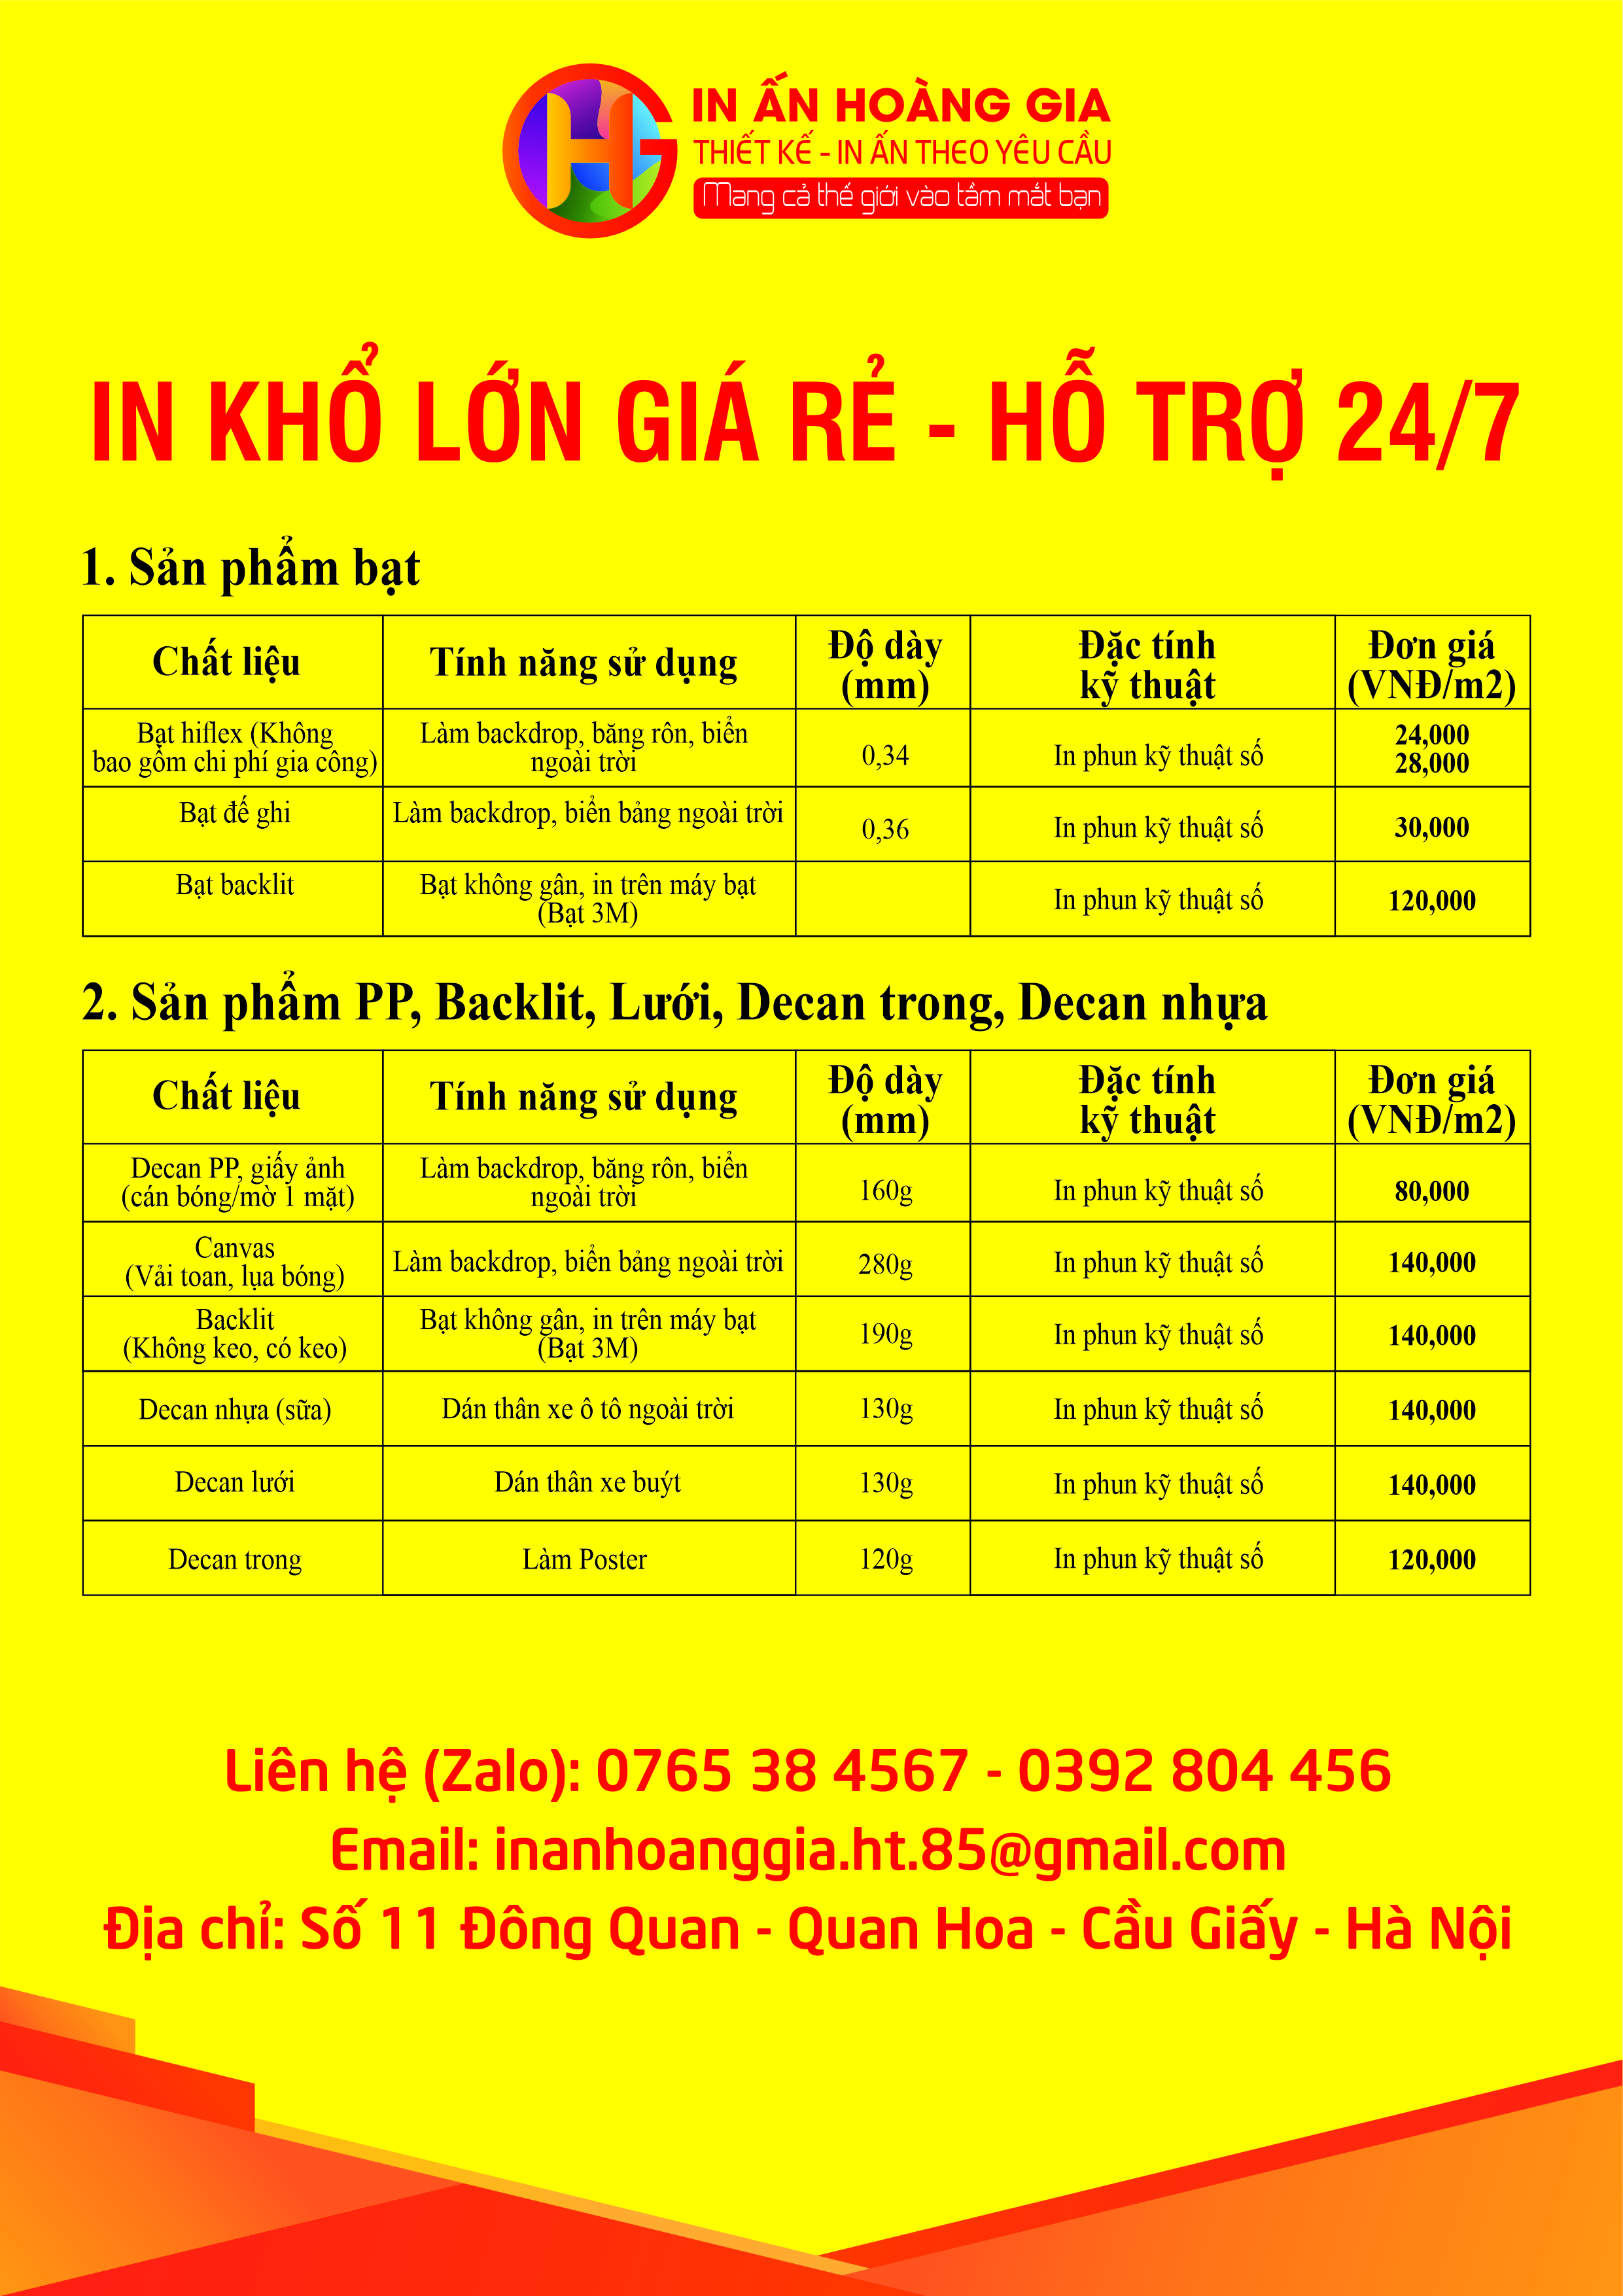 IN ẤN HOÀNG GIA
THIẾT KẾ - IN ẤN THEO YÊU CẦU
Mang cả thế giới vào tầm mắt bạn
IN KHỔ LỚN GIÁ RẺ - HỖ TRỢ 24/7
1. Sản phẩm bạt
Chất liệu
Tính năng sử dụng
Độ dày
(mm)
Đặc tính
kỹ thuật
Đơn giá
(VNĐ/m2)
Bạt hiflex (Không
bao gồm chi phí gia công)
Làm backdrop, băng rôn, biển
ngoài trời
0,34
In phun kỹ thuật số
24,000
28,000
Bạt đế ghi
Làm backdrop, biển bảng ngoài trời
0,36
In phun kỹ thuật số
30,000
Bạt backlit
Bạt không gân, in trên máy bạt
(Bạt 3M)
In phun kỹ thuật số
120,000
2. Sản phẩm PP, Backlit, Lưới, Decan trong, Decan nhựa
Chất liệu
Tính năng sử dụng
Độ dày
(mm)
Đặc tính
kỹ thuật
Đơn giá
(VNĐ/m2)
Decan PP, giấy ảnh
(cán bóng/mờ 1 mặt)
Làm backdrop, băng rôn, biển
ngoài trời
160g
In phun kỹ thuật số
80,000
Canvas
(Vải toan, lụa bóng)
Làm backdrop, biển bảng ngoài trời
280g
In phun kỹ thuật số
140,000
Backlit
(Không keo, có keo)
Bạt không gân, in trên máy bạt
(Bạt 3M)
190g
In phun kỹ thuật số
140,000
Decan nhựa (sữa)
Dán thân xe ô tô ngoài trời
130g
In phun kỹ thuật số
140,000
Decan lưới
Dán thân xe buýt
130g
In phun kỹ thuật số
140,000
Decan trong
Làm Poster
120g
In phun kỹ thuật số
120,000
Liên hệ (Zalo): 0765 38 4567 - 0392 804 456
Email: inanhoanggia.ht.85@gmail.com
Địa chỉ: Số 11 Đông Quan - Quan Hoa - Cầu Giấy - Hà Nội